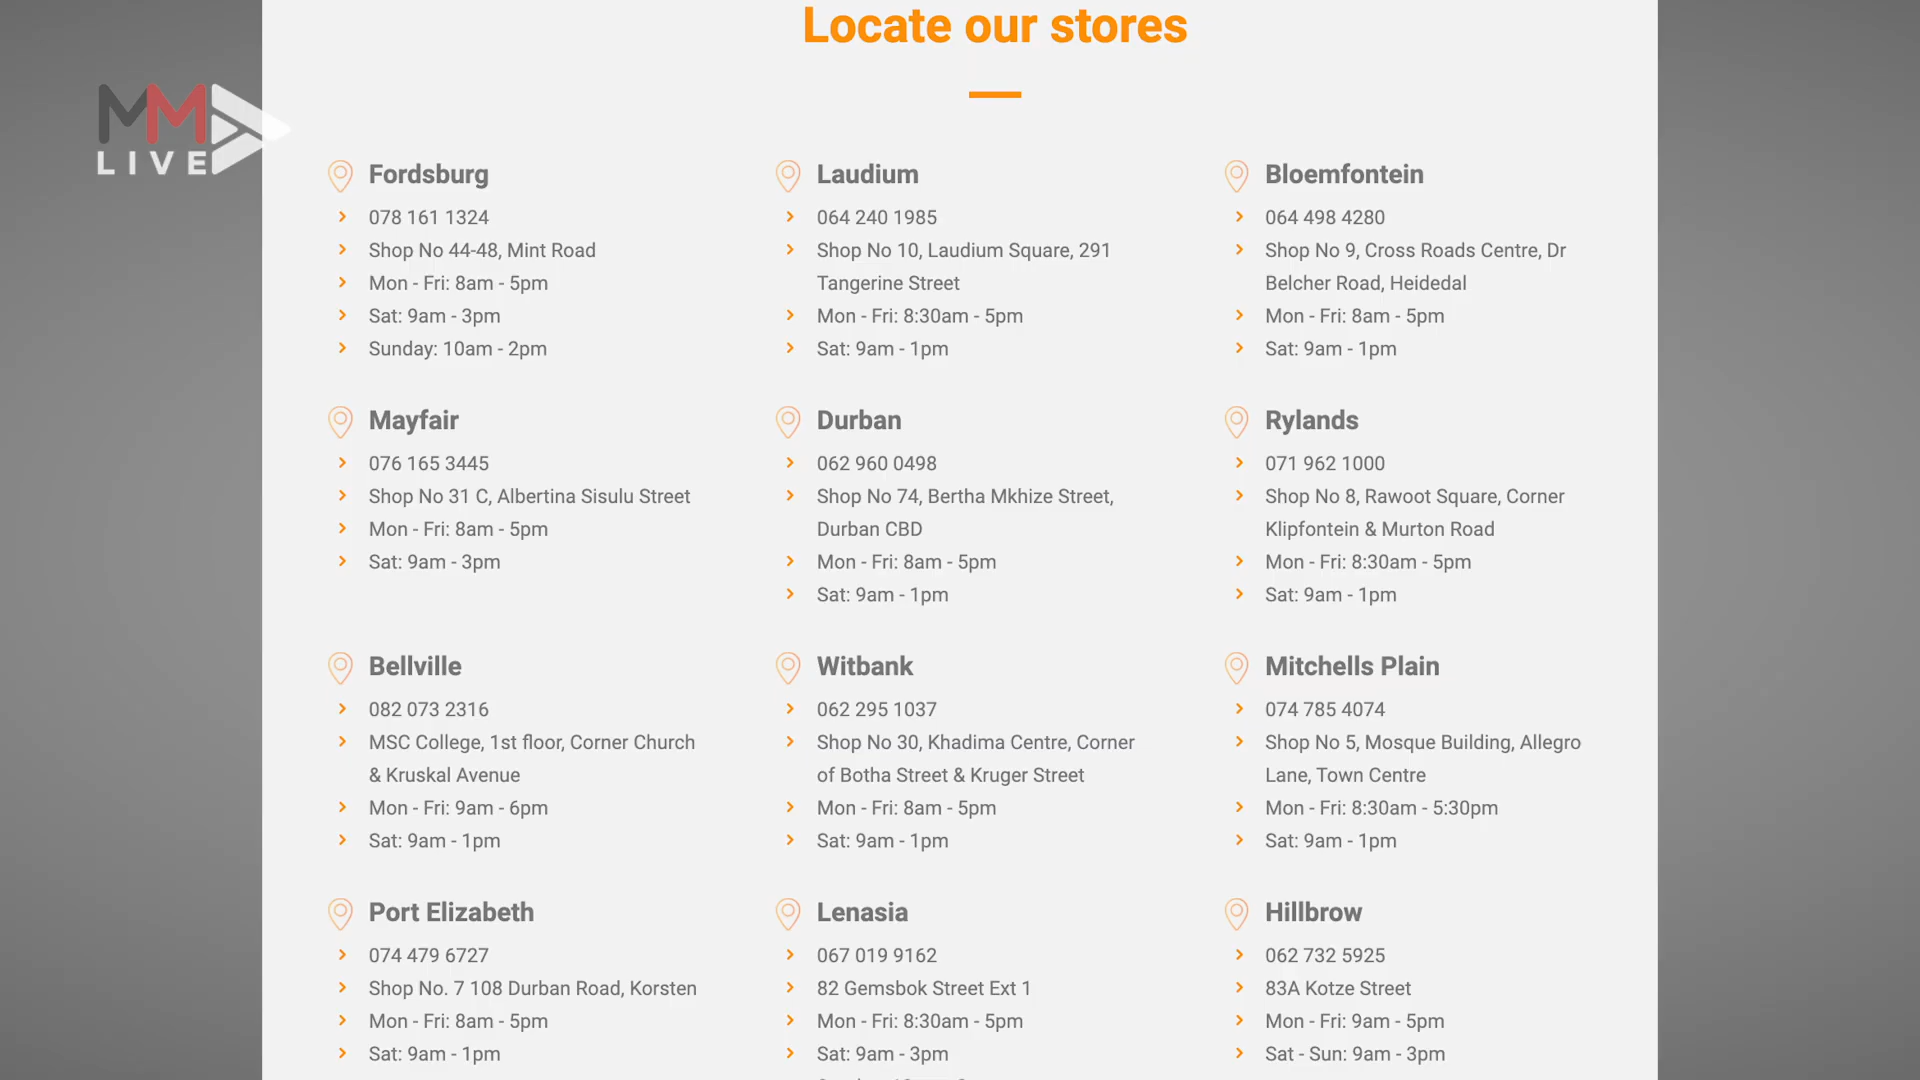 Locate our stores
MM
LIVE
Fordsburg
078 161 1324
Shop No 44-48, Mint Road
Mon - Fri: 8am - 5pm
Sat: 9am - 3pm
Sunday: 10am - 2pm
Laudium
064 240 1985
Shop No 10, Laudium Square, 291
Tangerine Street
Mon - Fri: 8:30am - 5pm
Sat: 9am - 1pm
Bloemfontein
064 498 4280
Shop No 9, Cross Roads Centre, Dr
Belcher Road, Heidedal
Mon - Fri: 8am - 5pm
Sat: 9am - 1pm
Mayfair
076 165 3445
Shop No 31 C, Albertina Sisulu Street
Mon - Fri: 8am - 5pm
Sat: 9am - 3pm
Durban
062 960 0498
Shop No 74, Bertha Mkhize Street,
Durban CBD
Mon - Fri: 8am - 5pm
Sat: 9am - 1pm
Rylands
071 962 1000
Shop No 8, Rawoot Square, Corner
Klipfontein & Murton Road
Mon - Fri: 8:30am - 5pm
Sat: 9am - 1pm
Bellville
082 073 2316
MSC College, 1st floor, Corner Church
& Kruskal Avenue
Mon - Fri: 9am - 6pm
Sat: 9am - 1pm
Witbank
062 295 1037
Shop No 30, Khadima Centre, Corner
of Botha Street & Kruger Street
Mon - Fri: 8am - 5pm
Sat: 9am - 1pm
Mitchells Plain
074 785 4074
Shop No 5, Mosque Building, Allegro
Lane, Town Centre
Mon - Fri: 8:30am - 5:30pm
Sat: 9am - 1pm
Port Elizabeth
074 479 6727
Shop No. 7 108 Durban Road, Korsten
Mon - Fri: 8am - 5pm
Sat: 9am - 1pm
Lenasia
067 019 9162
82 Gemsbok Street Ext 1
Mon - Fri: 8:30am - 5pm
Sat: 9am - 3pm
Hillbrow
062 732 5925
83A Kotze Street
Mon - Fri: 9am - 5pm
Sat - Sun: 9am - 3pm